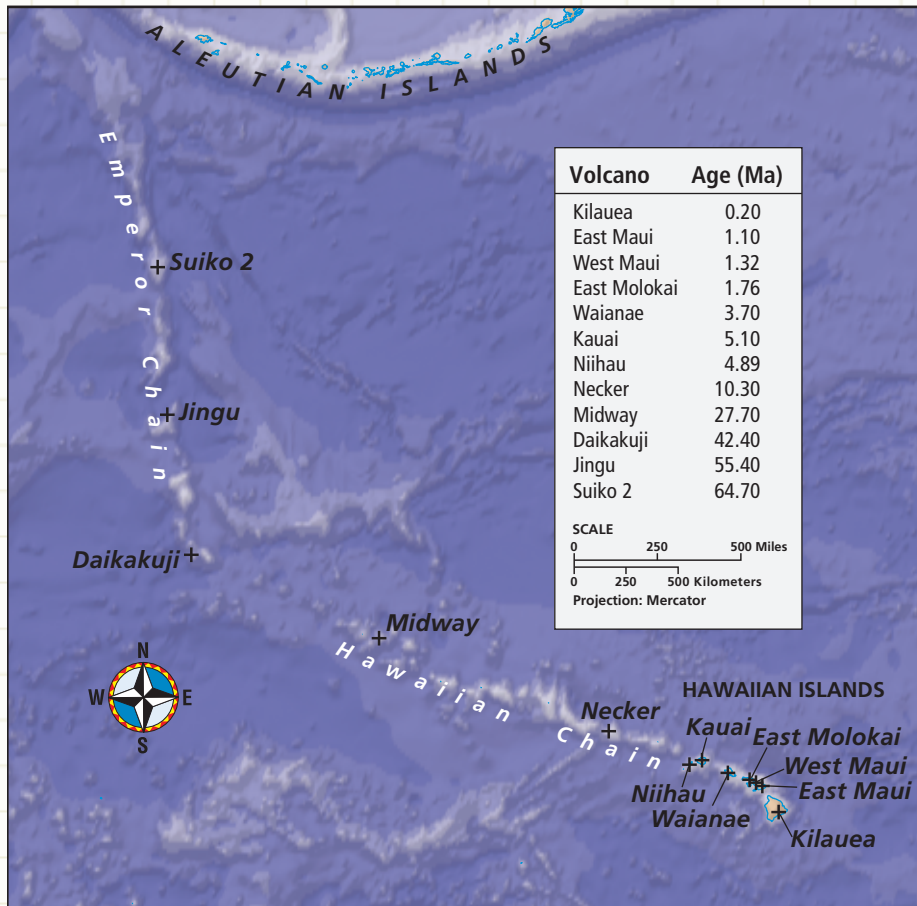 ALEUTIAN ISLANDS
Emperor Chain
Suiko 2
Jingu
Daikakuji
Volcano Age (Ma)
Kilauea 0.20
East Maui 1.10
West Maui 1.32
East Molokai 1.76
Waianae 3.70
Kauai 5.10
Niihau 4.89
Necker 10.30
Midway 27.70
Daikakuji 42.40
Jingu 55.40
Suiko 2 64.70
SCALE
0 250 500 Miles
0 250 500 Kilometers
Projection: Mercator
Midway
Hawaiian Chain
N
W E
S
HAWAIIAN ISLANDS
Necker
Kauai
East Molokai
West Maui
East Maui
Niihau
Waianae
Kilauea